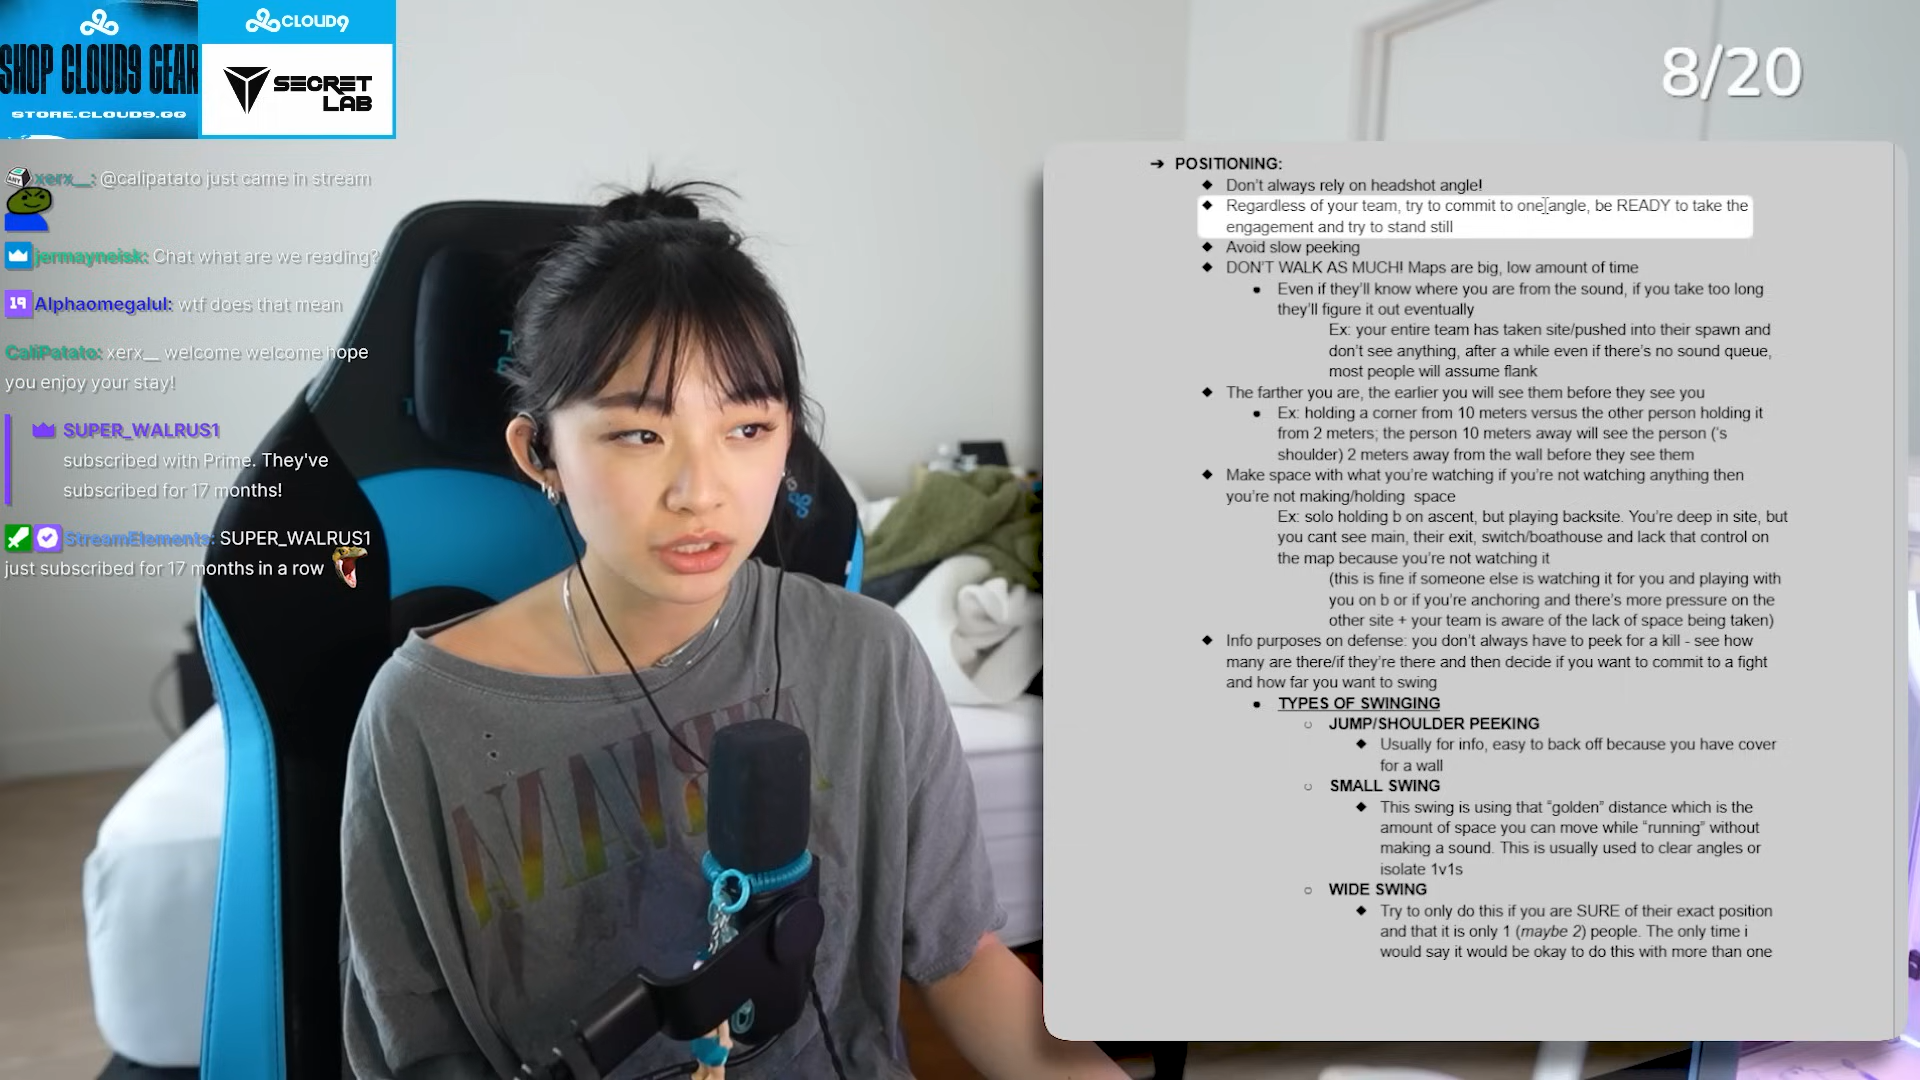 SHOP CLOUD9 GEAR
STORE.CLOUD9.GG
CLOUD9
SECRET
LAB
8/20
xerx__: @calipatato just came in stream
jermayneisk: Chat what are we reading?
19 Alphaomegalul: wtf does that mean
CaliPatato: xerx__ welcome welcome hope
you enjoy your stay!
SUPER_WALRUS1
subscribed with Prime. They've
subscribed for 17 months!
StreamElements: SUPER_WALRUS1
just subscribed for 17 months in a row
➔ POSITIONING:
◆ Don't always rely on headshot angle!
◆ Regardless of your team, try to commit to one angle, be READY to take the
engagement and try to stand still
◆ Avoid slow peeking
◆ DON'T WALK AS MUCH! Maps are big, low amount of time
● Even if they'll know where you are from the sound, if you take too long
they'll figure it out eventually
Ex: your entire team has taken site/pushed into their spawn and
don't see anything, after a while even if there's no sound queue,
most people will assume flank
◆ The farther you are, the earlier you will see them before they see you
● Ex: holding a corner from 10 meters versus the other person holding it
from 2 meters; the person 10 meters away will see the person ('s
shoulder) 2 meters away from the wall before they see them
◆ Make space with what you're watching if you're not watching anything then
you're not making/holding space
Ex: solo holding b on ascent, but playing backsite. You're deep in site, but
you cant see main, their exit, switch/boathouse and lack that control on
the map because you're not watching it
(this is fine if someone else is watching it for you and playing with
you on b or if you're anchoring and there's more pressure on the
other site + your team is aware of the lack of space being taken)
◆ Info purposes on defense: you don't always have to peek for a kill - see how
many are there/if they're there and then decide if you want to commit to a fight
and how far you want to swing
● TYPES OF SWINGING
○ JUMP/SHOULDER PEEKING
◆ Usually for info, easy to back off because you have cover
for a wall
○ SMALL SWING
◆ This swing is using that "golden" distance which is the
amount of space you can move while "running" without
making a sound. This is usually used to clear angles or
isolate 1v1s
○ WIDE SWING
◆ Try to only do this if you are SURE of their exact position
and that it is only 1 (maybe 2) people. The only time i
would say it would be okay to do this with more than one